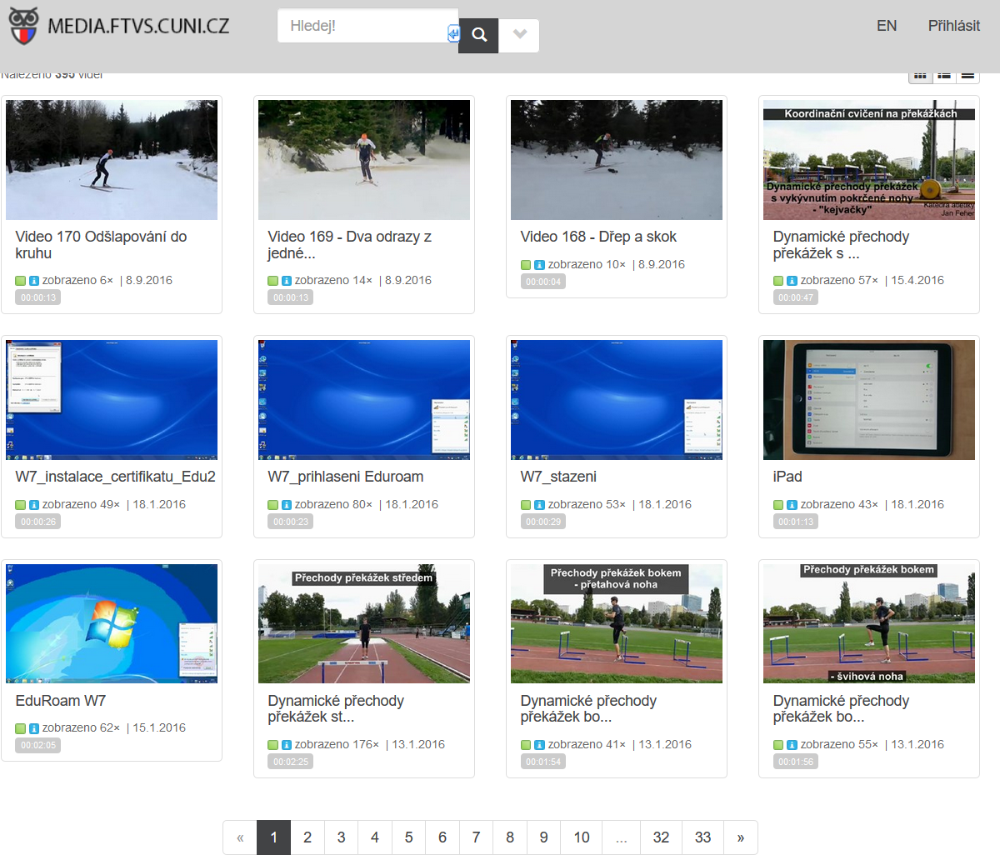 MEDIA.FTVS.CUNI.CZ
Hledej!
EN
Přihlásit
Nalezeno 395 videí
Koordinační cvičení na překážkách
Dynamické přechody překážek
s vykývnutím pokrčené nohy
- "kejvačky"
Katedra atletiky
Jan Feher
Video 170 Odšlapování do
kruhu
zobrazeno 6× | 8.9.2016
00:00:13
Video 169 - Dva odrazy z
jedné...
zobrazeno 14× | 8.9.2016
00:00:13
Video 168 - Dřep a skok
zobrazeno 10× | 8.9.2016
00:00:04
Dynamické přechody
překážek s ...
zobrazeno 57× | 15.4.2016
00:00:47
W7_instalace_certifikatu_Edu2
zobrazeno 49× | 18.1.2016
00:00:26
W7_prihlaseni Eduroam
zobrazeno 80× | 18.1.2016
00:00:23
W7_stazeni
zobrazeno 53× | 18.1.2016
00:00:29
iPad
zobrazeno 43× | 18.1.2016
00:01:13
EduRoam W7
zobrazeno 62× | 15.1.2016
00:02:05
Přechody překážek středem
Dynamické přechody
překážek st...
zobrazeno 176× | 13.1.2016
00:02:25
Přechody překážek bokem
- přetahová noha
Dynamické přechody
překážek bo...
zobrazeno 41× | 13.1.2016
00:01:54
Přechody překážek bokem
- švihová noha
Dynamické přechody
překážek bo...
zobrazeno 55× | 13.1.2016
00:01:56
« 1 2 3 4 5 6 7 8 9 10 ... 32 33 »